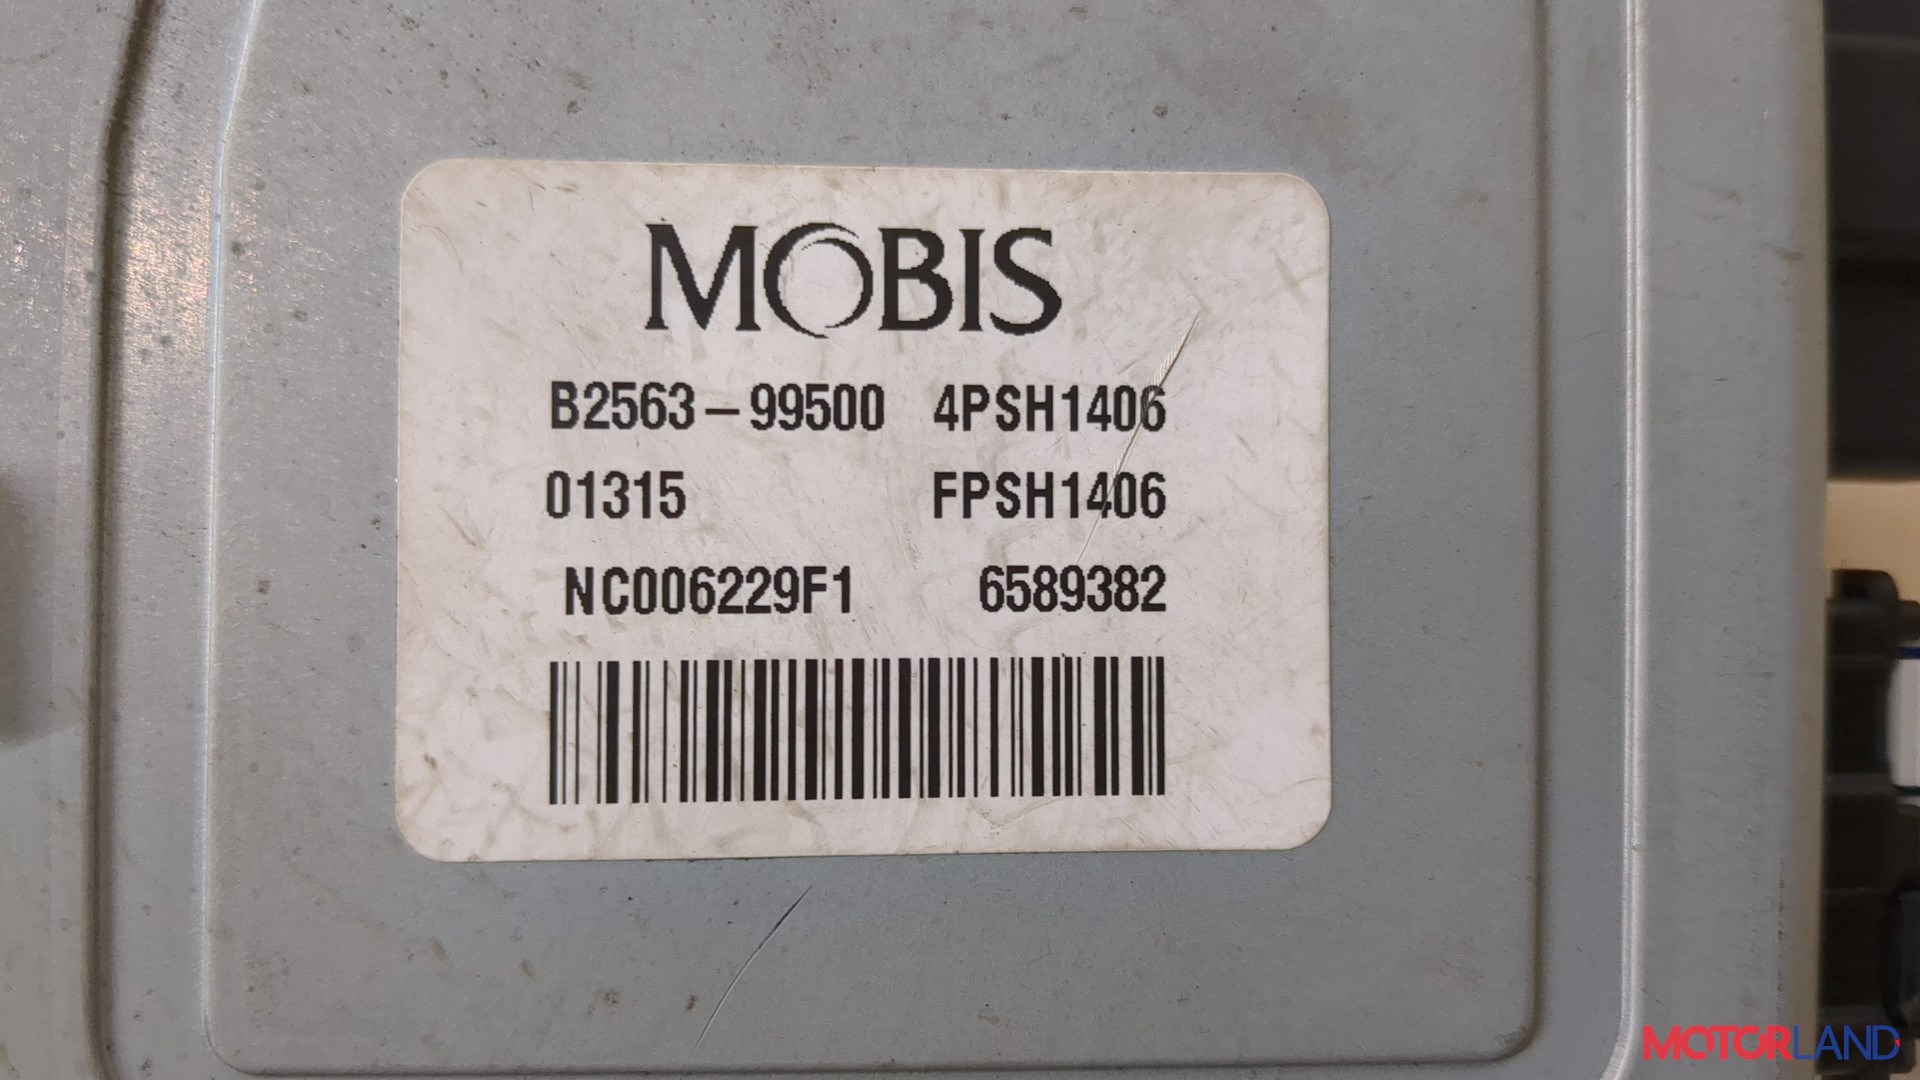 MOBIS
B2563-99500 4PSH1406
01315 FPSH1406
NC006229F1 6589382
MOTORLAND